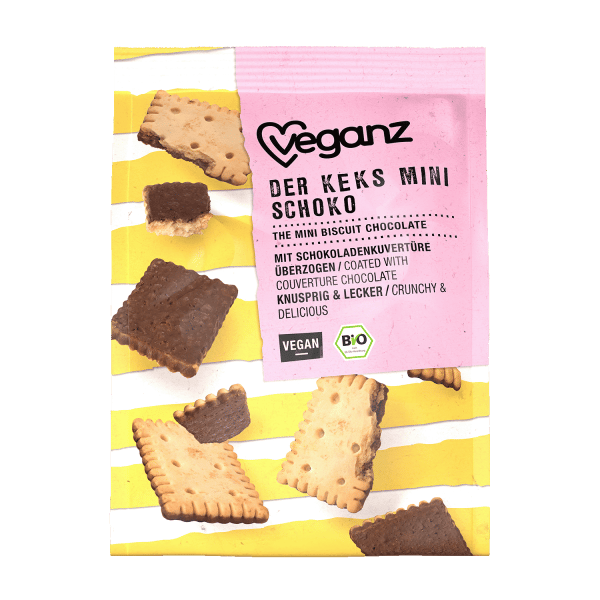 Veganz
DER KEKS MINI
SCHOKO
THE MINI BISCUIT CHOCOLATE
MIT SCHOKOLADENKUVERTÜRE
ÜBERZOGEN / COATED WITH
COUVERTURE CHOCOLATE
KNUSPRIG & LECKER / CRUNCHY &
DELICIOUS
VEGAN
BiO